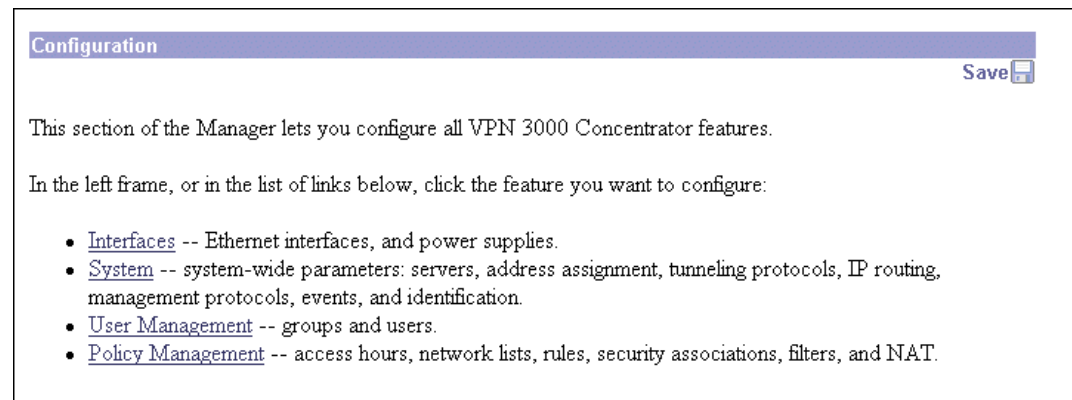 Configuration
Save
This section of the Manager lets you configure all VPN 3000 Concentrator features.
In the left frame, or in the list of links below, click the feature you want to configure:
• Interfaces -- Ethernet interfaces, and power supplies.
• System -- system-wide parameters: servers, address assignment, tunneling protocols, IP routing,
management protocols, events, and identification.
• User Management -- groups and users.
• Policy Management -- access hours, network lists, rules, security associations, filters, and NAT.